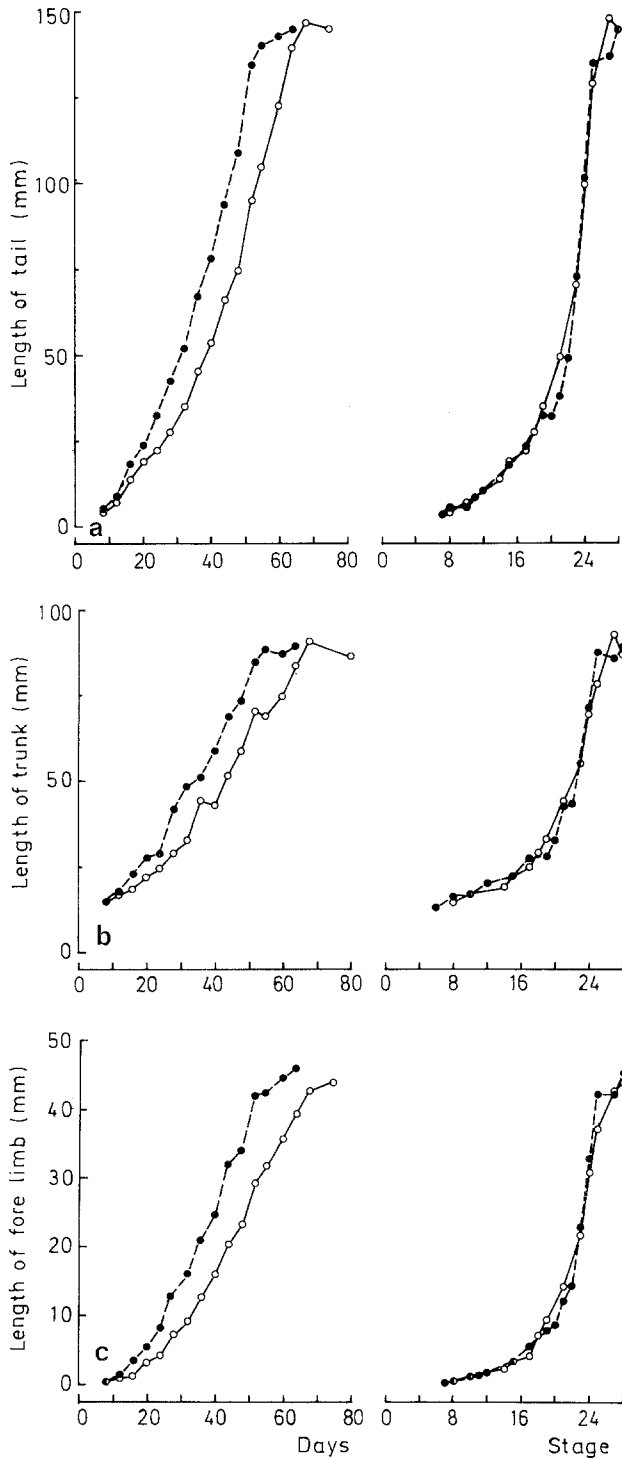 150
100
50
0
Length of tail (mm)
a
0 20 40 60 80
0 8 16 24
100
50
0
Length of trunk (mm)
b
0 20 40 60 80
0 8 16 24
50
40
30
20
10
0
Length of fore limb (mm)
c
0 20 40 60 80
0 8 16 24
Days
Stage